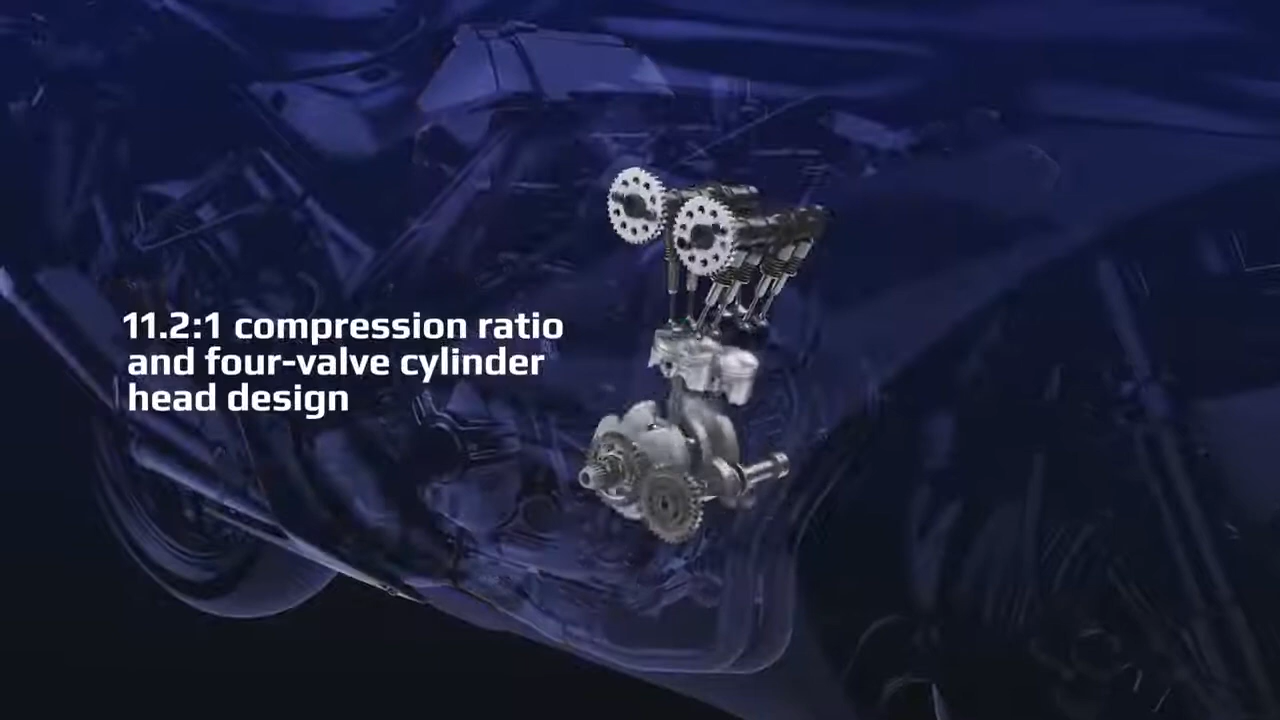 11.2:1 compression ratio
and four-valve cylinder
head design